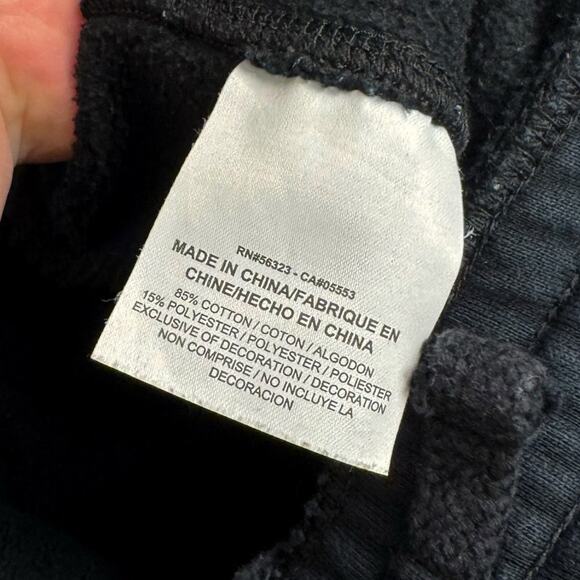 RN#56323 - CA#05553
MADE IN CHINA/FABRIQUE EN
CHINE/HECHO EN CHINA
85% COTTON / COTON / ALGODON
15% POLYESTER / POLYESTER / POLIESTER
EXCLUSIVE OF DECORATION / DECORATION
NON COMPRISE / NO INCLUYE LA
DECORACION